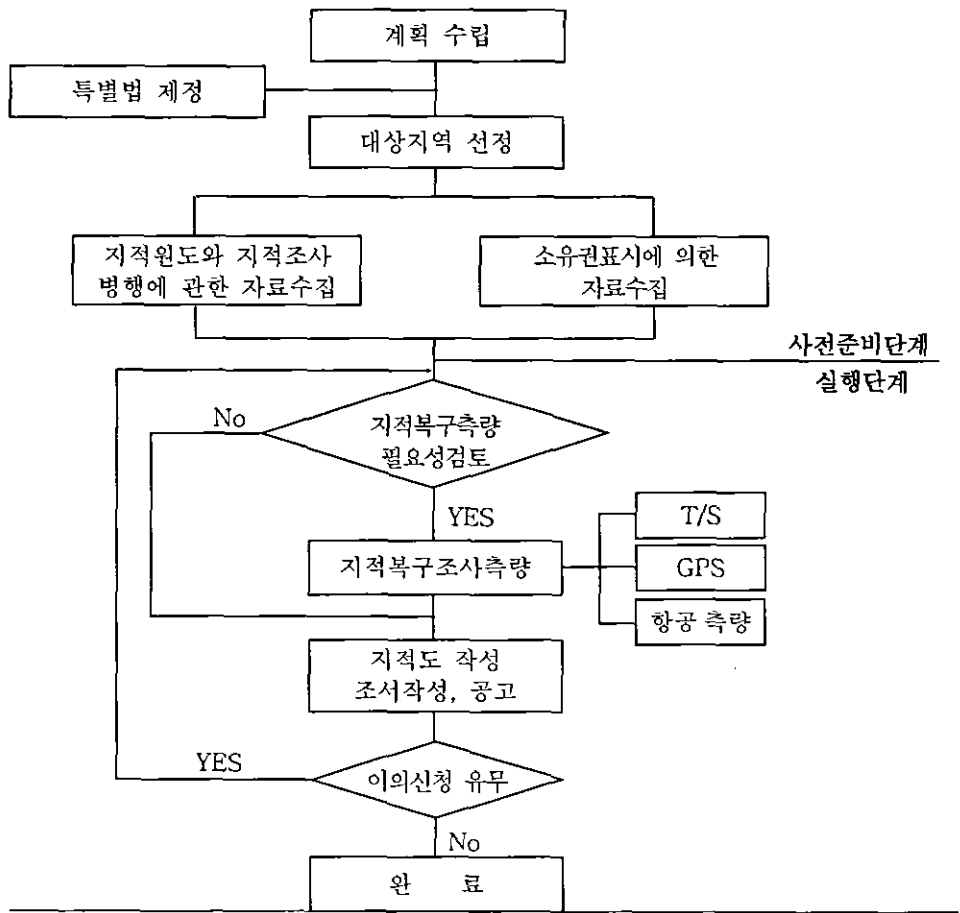 계획 수립
특별법 제정
대상지역 선정
지적원도와 지적조사
병행에 관한 자료수집
소유권표시에 의한
자료수집
사전준비단계
실행단계
No
지적복구측량
필요성검토
YES
T/S
지적복구조사측량
GPS
항공 측량
지적도 작성
조서작성, 공고
YES
이의신청 유무
No
완 료